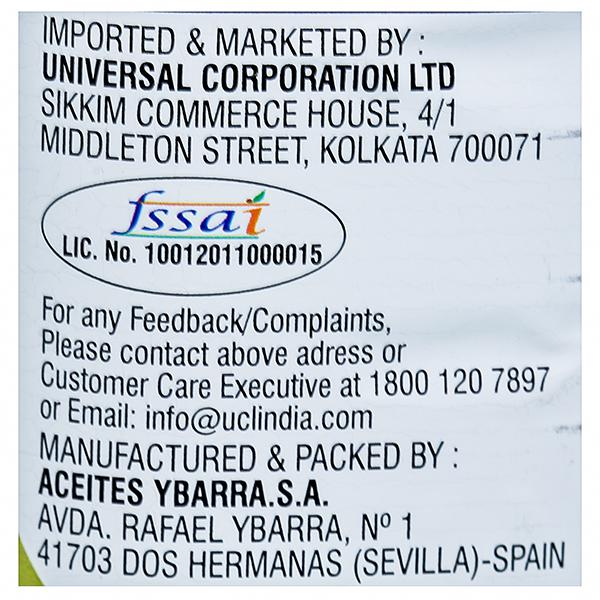 IMPORTED & MARKETED BY :
UNIVERSAL CORPORATION LTD
SIKKIM COMMERCE HOUSE, 4/1
MIDDLETON STREET, KOLKATA 700071
fssai
LIC. No. 10012011000015
For any Feedback/Complaints,
Please contact above adress or
Customer Care Executive at 1800 120 7897
or Email: info@uclindia.com
MANUFACTURED & PACKED BY :
ACEITES YBARRA.S.A.
AVDA. RAFAEL YBARRA, Nº 1
41703 DOS HERMANAS (SEVILLA)-SPAIN